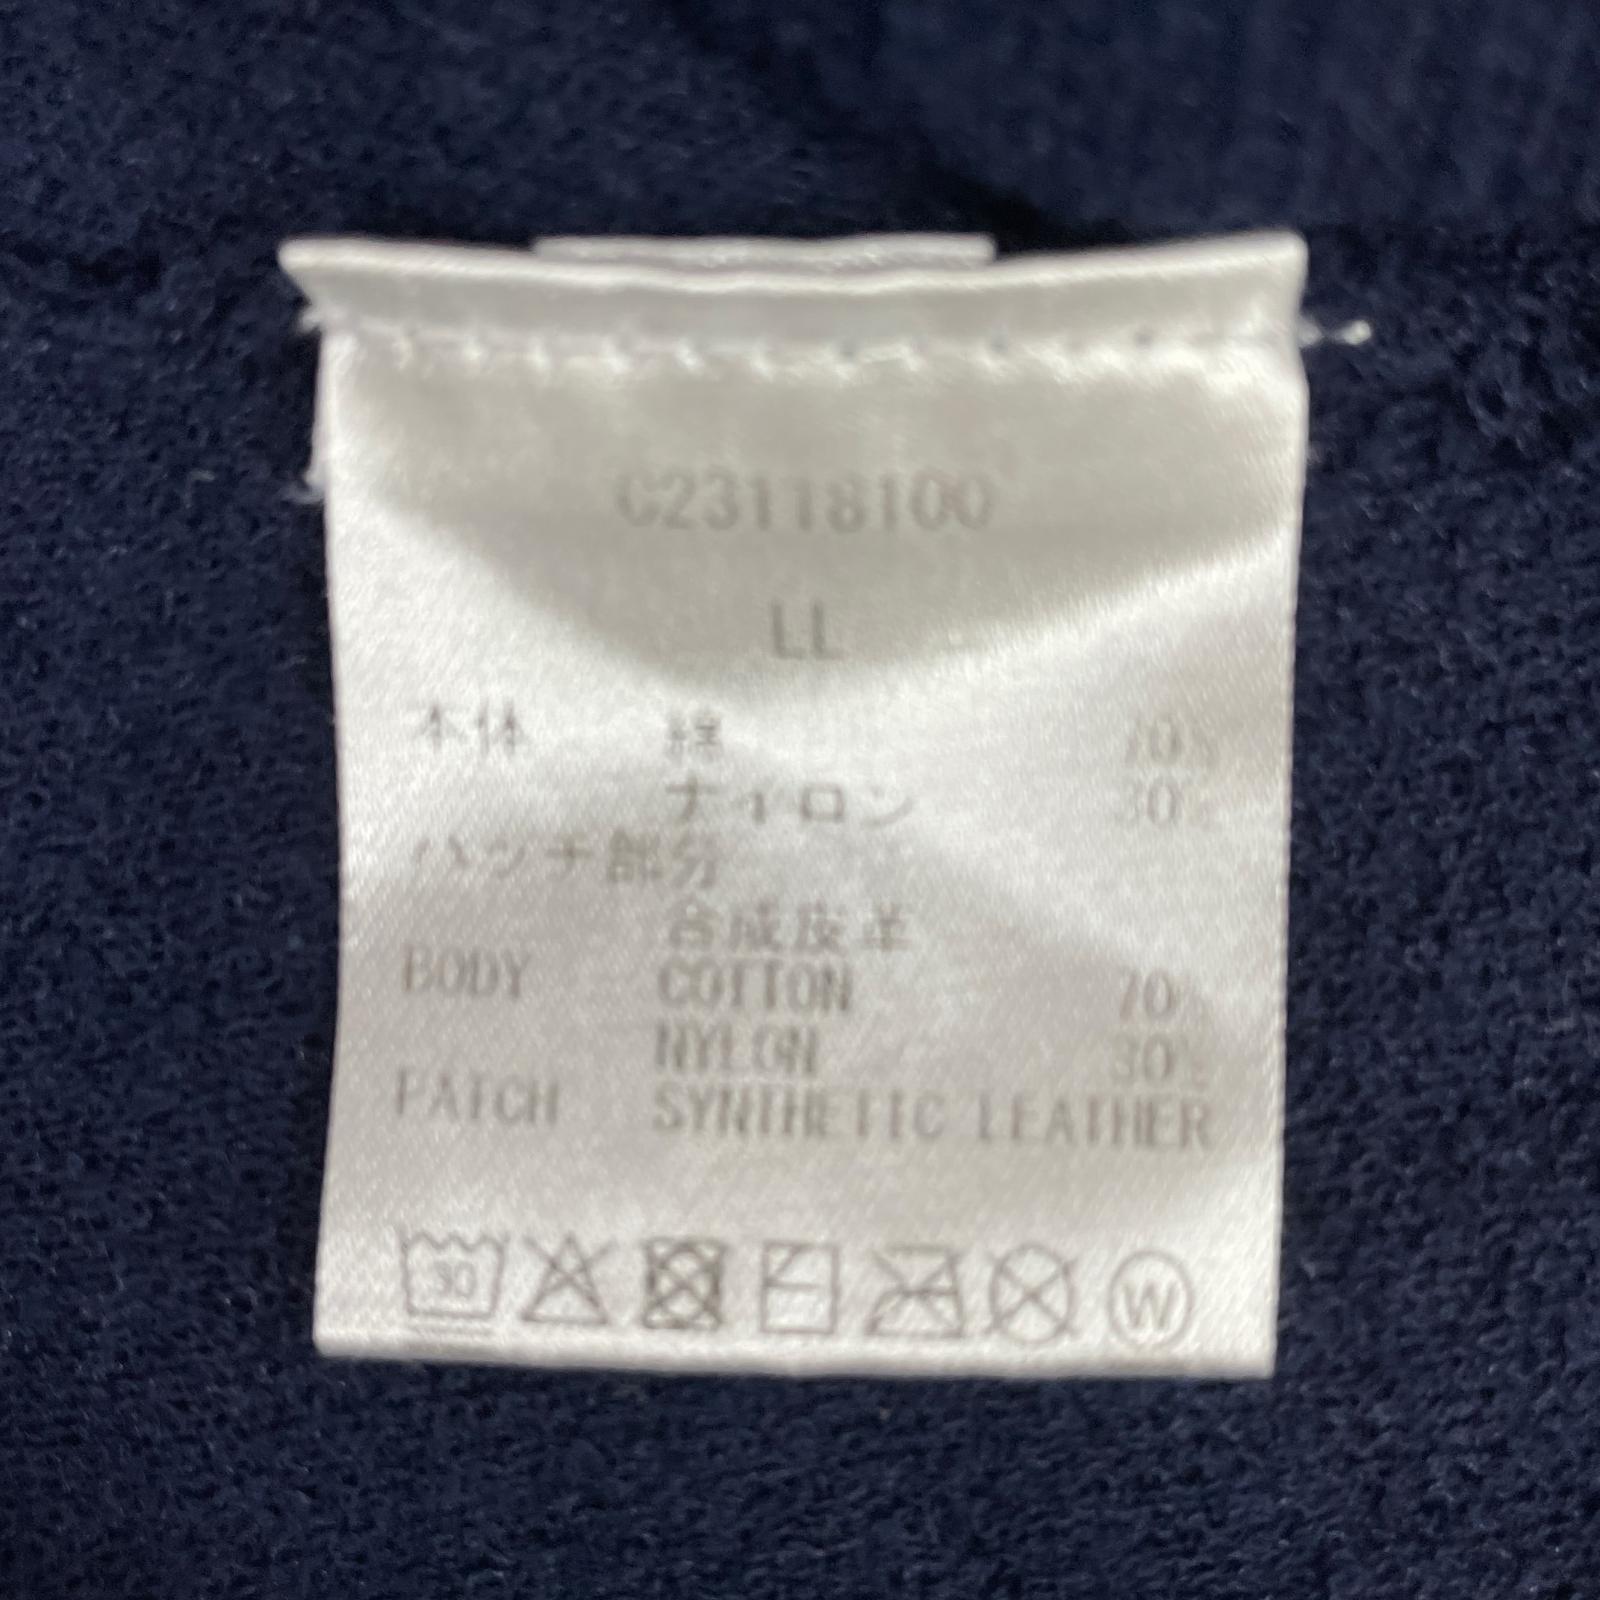 C23118100
LL
本体 綿 70%
ナイロン 30%
パッチ部分
合成皮革
BODY COTTON 70%
NYLON 30%
PATCH SYNTHETIC LEATHER
30 W